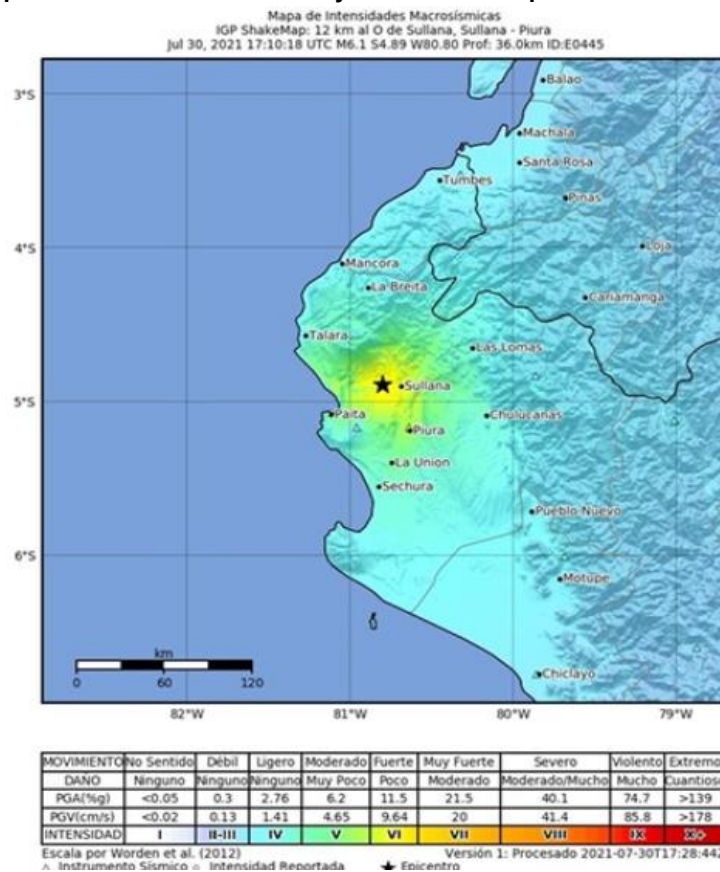 Mapa de Intensidades Macrosísmicas
IGP ShakeMap: 12 km al O de Sullana, Sullana - Piura
Jul 30, 2021 17:10:18 UTC M6.1 S4.89 W80.80 Prof: 36.0km ID:E0445
3°S
Balao
Machala
Santa Rosa
Tumbes
Pinas
4°S
Loja
Mancora
La Breita
Cariamanga
Talara
Las Lomas
Sullana
5°S
Paita
Chulucanas
Piura
La Union
Sechura
Pueblo Nuevo
6°S
Motupe
km
0 60 120
Chiclayo
82°W 81°W 80°W 79°W
MOVIMIENTO No Sentido Débil Ligero Moderado Fuerte Muy Fuerte Severo Violento Extremo
DAÑO Ninguno Ninguno Ninguno Muy Poco Poco Moderado Moderado/Mucho Mucho Cuantioso
PGA(%g) <0.05 0.3 2.76 6.2 11.5 21.5 40.1 74.7 >139
PGV(cm/s) <0.02 0.13 1.41 4.65 9.64 20 41.4 85.8 >178
INTENSIDAD I II-III IV V VI VII VIII IX X+
Escala por Worden et al. (2012) Versión 1: Procesado 2021-07-30T17:28:44Z
△ Instrumento Sísmico ○ Intensidad Reportada ★ Epicentro